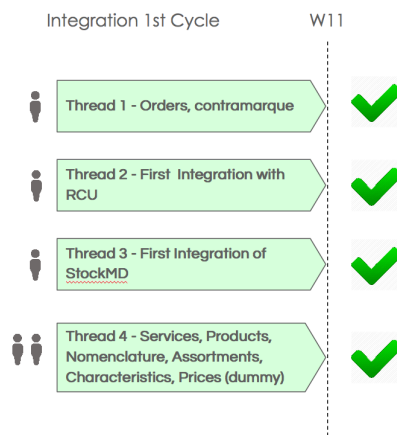 Integration 1st Cycle
W11
Thread 1 - Orders, contramarque
Thread 2 - First Integration with
RCU
Thread 3 - First Integration of
StockMD
Thread 4 - Services, Products,
Nomenclature, Assortments,
Characteristics, Prices (dummy)